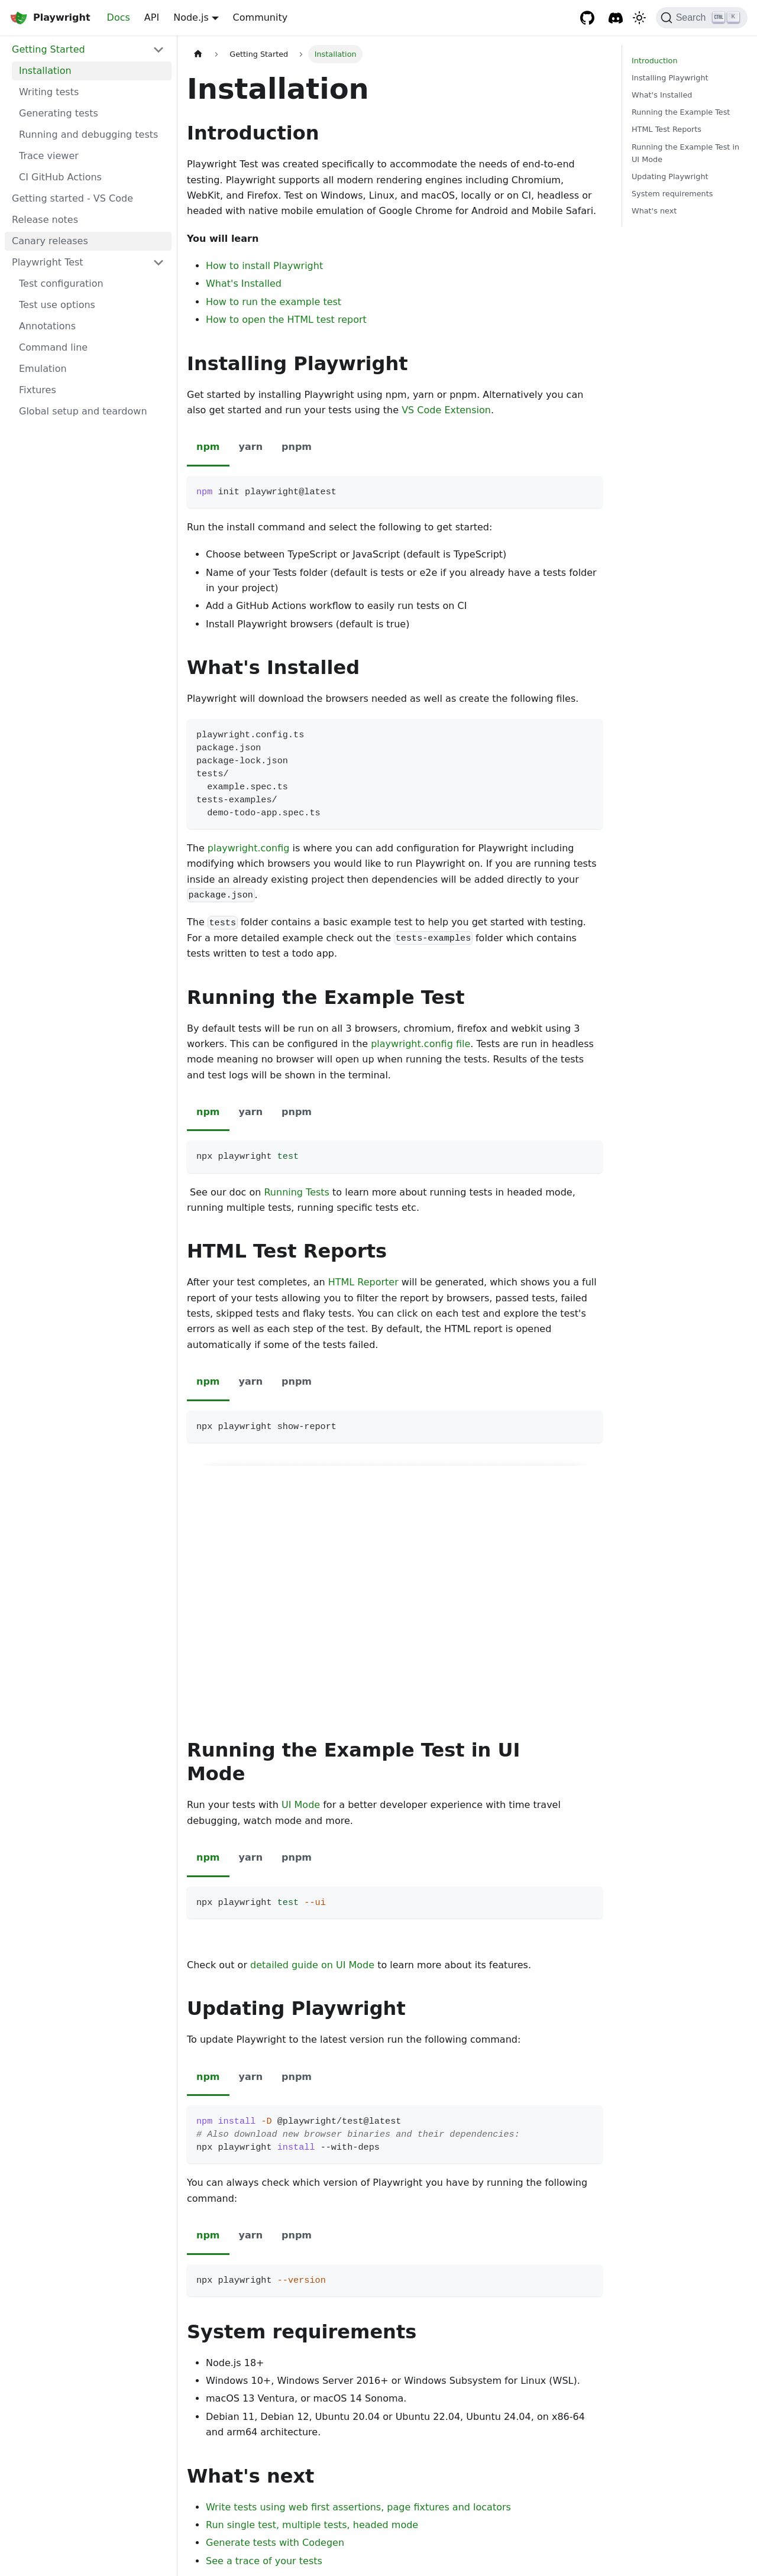 Playwright Docs API Node.js Community Search CTRL K
Getting Started
Installation
Writing tests
Generating tests
Running and debugging tests
Trace viewer
CI GitHub Actions
Getting started - VS Code
Release notes
Canary releases
Playwright Test
Test configuration
Test use options
Annotations
Command line
Emulation
Fixtures
Global setup and teardown
Getting Started Installation
Installation
Introduction
Playwright Test was created specifically to accommodate the needs of end-to-end
testing. Playwright supports all modern rendering engines including Chromium,
WebKit, and Firefox. Test on Windows, Linux, and macOS, locally or on CI, headless or
headed with native mobile emulation of Google Chrome for Android and Mobile Safari.
You will learn
How to install Playwright
What's Installed
How to run the example test
How to open the HTML test report
Installing Playwright
Get started by installing Playwright using npm, yarn or pnpm. Alternatively you can
also get started and run your tests using the VS Code Extension.
npm yarn pnpm
npm init playwright@latest
Run the install command and select the following to get started:
Choose between TypeScript or JavaScript (default is TypeScript)
Name of your Tests folder (default is tests or e2e if you already have a tests folder
in your project)
Add a GitHub Actions workflow to easily run tests on CI
Install Playwright browsers (default is true)
What's Installed
Playwright will download the browsers needed as well as create the following files.
playwright.config.ts
package.json
package-lock.json
tests/
example.spec.ts
tests-examples/
demo-todo-app.spec.ts
The playwright.config is where you can add configuration for Playwright including
modifying which browsers you would like to run Playwright on. If you are running tests
inside an already existing project then dependencies will be added directly to your
package.json.
The tests folder contains a basic example test to help you get started with testing.
For a more detailed example check out the tests-examples folder which contains
tests written to test a todo app.
Running the Example Test
By default tests will be run on all 3 browsers, chromium, firefox and webkit using 3
workers. This can be configured in the playwright.config file. Tests are run in headless
mode meaning no browser will open up when running the tests. Results of the tests
and test logs will be shown in the terminal.
npm yarn pnpm
npx playwright test
See our doc on Running Tests to learn more about running tests in headed mode,
running multiple tests, running specific tests etc.
HTML Test Reports
After your test completes, an HTML Reporter will be generated, which shows you a full
report of your tests allowing you to filter the report by browsers, passed tests, failed
tests, skipped tests and flaky tests. You can click on each test and explore the test's
errors as well as each step of the test. By default, the HTML report is opened
automatically if some of the tests failed.
npm yarn pnpm
npx playwright show-report
Running the Example Test in UI
Mode
Run your tests with UI Mode for a better developer experience with time travel
debugging, watch mode and more.
npm yarn pnpm
npx playwright test --ui
Check out or detailed guide on UI Mode to learn more about its features.
Updating Playwright
To update Playwright to the latest version run the following command:
npm yarn pnpm
npm install -D @playwright/test@latest
# Also download new browser binaries and their dependencies:
npx playwright install --with-deps
You can always check which version of Playwright you have by running the following
command:
npm yarn pnpm
npx playwright --version
System requirements
Node.js 18+
Windows 10+, Windows Server 2016+ or Windows Subsystem for Linux (WSL).
macOS 13 Ventura, or macOS 14 Sonoma.
Debian 11, Debian 12, Ubuntu 20.04 or Ubuntu 22.04, Ubuntu 24.04, on x86-64
and arm64 architecture.
What's next
Write tests using web first assertions, page fixtures and locators
Run single test, multiple tests, headed mode
Generate tests with Codegen
See a trace of your tests
Introduction
Installing Playwright
What's Installed
Running the Example Test
HTML Test Reports
Running the Example Test in
UI Mode
Updating Playwright
System requirements
What's next